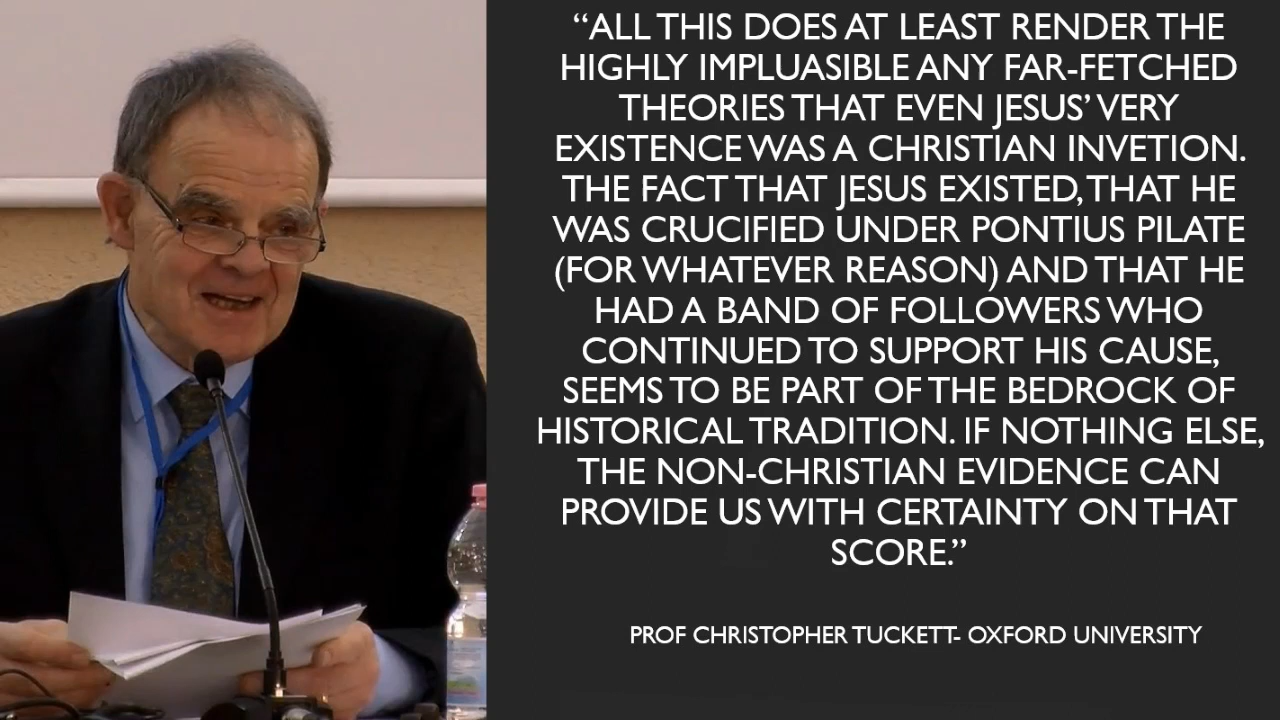 “ALL THIS DOES AT LEAST RENDER THE
HIGHLY IMPLUASIBLE ANY FAR-FETCHED
THEORIES THAT EVEN JESUS’ VERY
EXISTENCE WAS A CHRISTIAN INVETION.
THE FACT THAT JESUS EXISTED, THAT HE
WAS CRUCIFIED UNDER PONTIUS PILATE
(FOR WHATEVER REASON) AND THAT HE
HAD A BAND OF FOLLOWERS WHO
CONTINUED TO SUPPORT HIS CAUSE,
SEEMS TO BE PART OF THE BEDROCK OF
HISTORICAL TRADITION. IF NOTHING ELSE,
THE NON-CHRISTIAN EVIDENCE CAN
PROVIDE US WITH CERTAINTY ON THAT
SCORE.”
PROF CHRISTOPHER TUCKETT- OXFORD UNIVERSITY